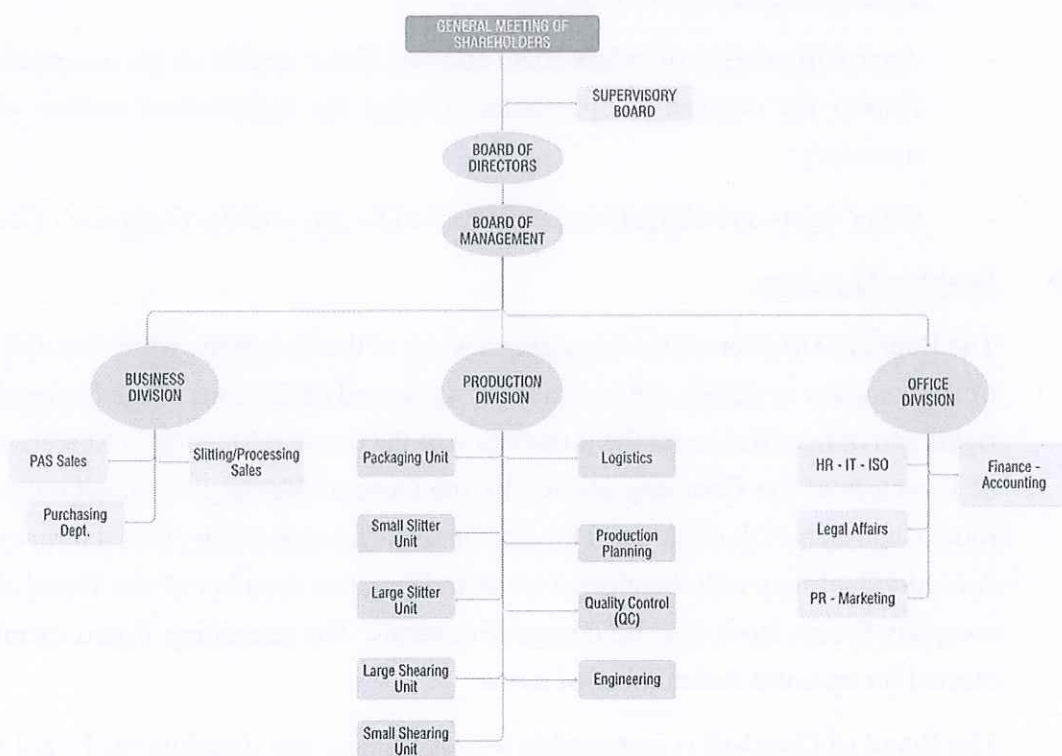 GENERAL MEETING OF
SHAREHOLDERS
SUPERVISORY
BOARD
BOARD OF
DIRECTORS
BOARD OF
MANAGEMENT
BUSINESS
DIVISION
PRODUCTION
DIVISION
OFFICE
DIVISION
PAS Sales
Slitting/Processing
Sales
Purchasing
Dept.
Packaging Unit
Logistics
Small Slitter
Unit
Production
Planning
Large Slitter
Unit
Quality Control
(QC)
Large Shearing
Unit
Engineering
Small Shearing
Unit
HR - IT - ISO
Finance -
Accounting
Legal Affairs
PR - Marketing